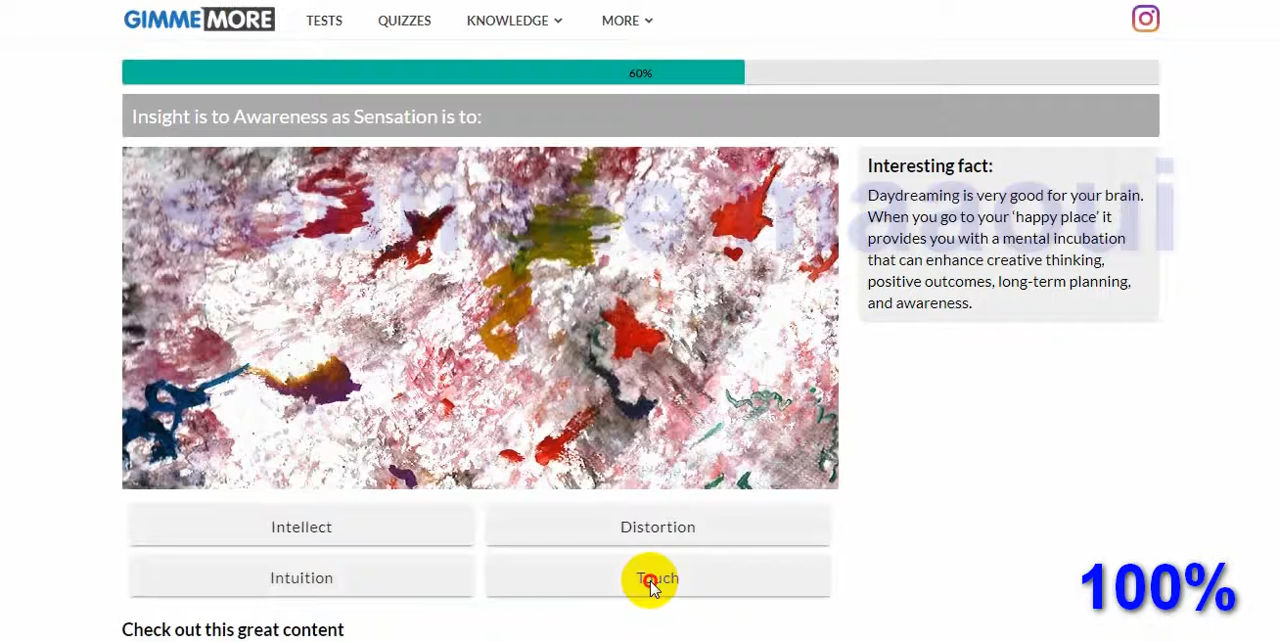 GIMMEMORE TESTS QUIZZES KNOWLEDGE MORE
60%
Insight is to Awareness as Sensation is to:
Interesting fact:
Daydreaming is very good for your brain.
When you go to your ‘happy place’ it
provides you with a mental incubation
that can enhance creative thinking,
positive outcomes, long-term planning,
and awareness.
Intellect
Distortion
Intuition
Touch
100%
Check out this great content